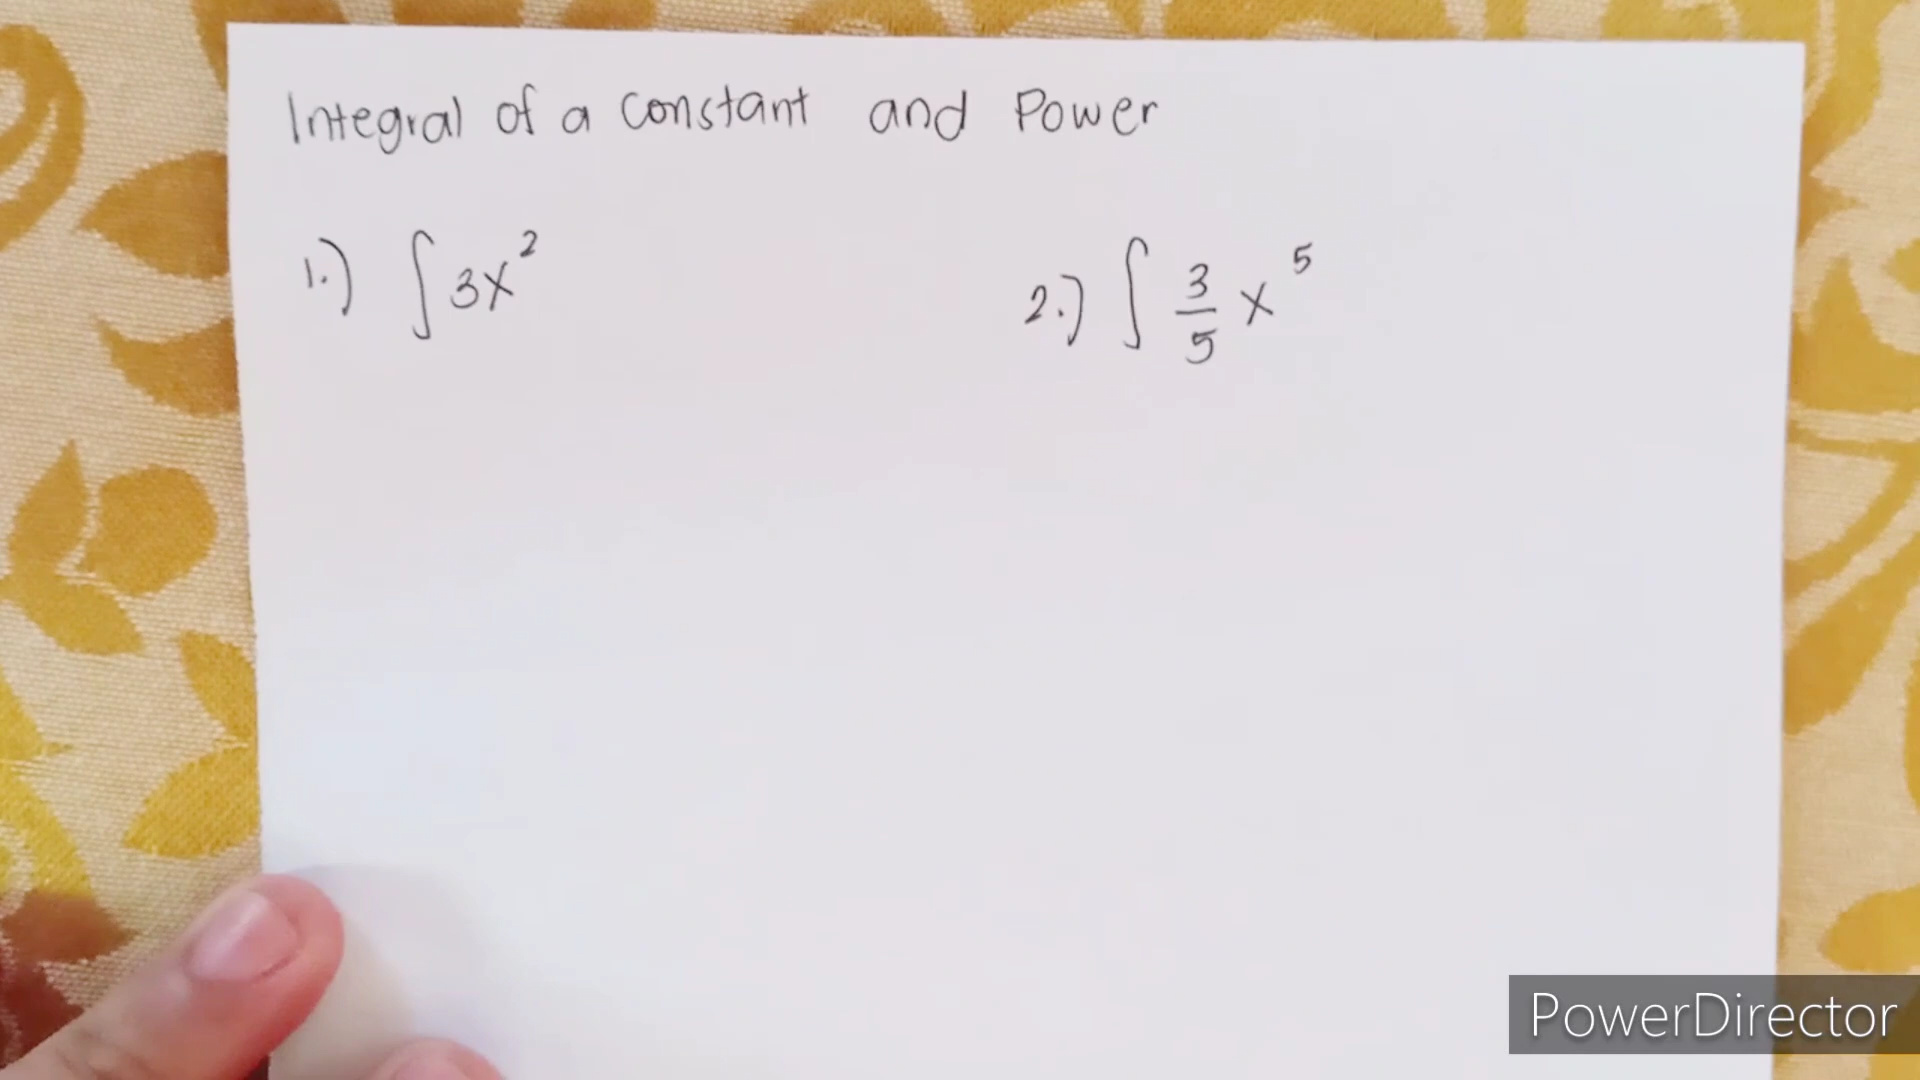 Integral of a constant and Power
1.) ∫ 3x²
2.) ∫ 3/5 x⁵
PowerDirector